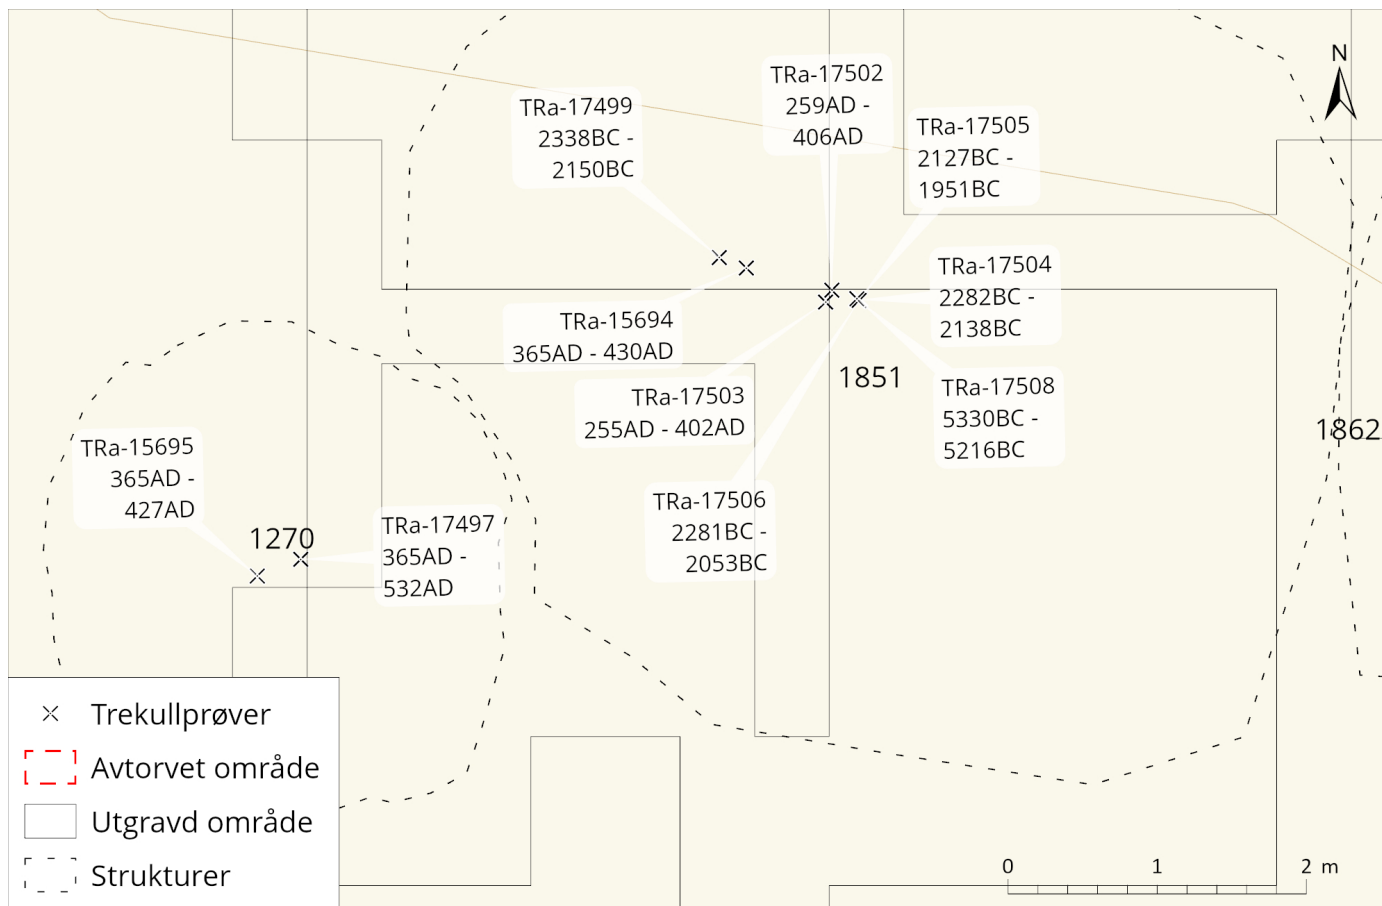 N
TRa-17502
259AD -
406AD
TRa-17499
2338BC -
2150BC
TRa-17505
2127BC -
1951BC
TRa-17504
2282BC -
2138BC
TRa-15694
365AD - 430AD
1851
TRa-17508
5330BC -
5216BC
TRa-17503
255AD - 402AD
1862
TRa-15695
365AD -
427AD
TRa-17506
2281BC -
2053BC
1270
TRa-17497
365AD -
532AD
Trekullprøver
Avtorvet område
Utgravd område
Strukturer
0 1 2 m